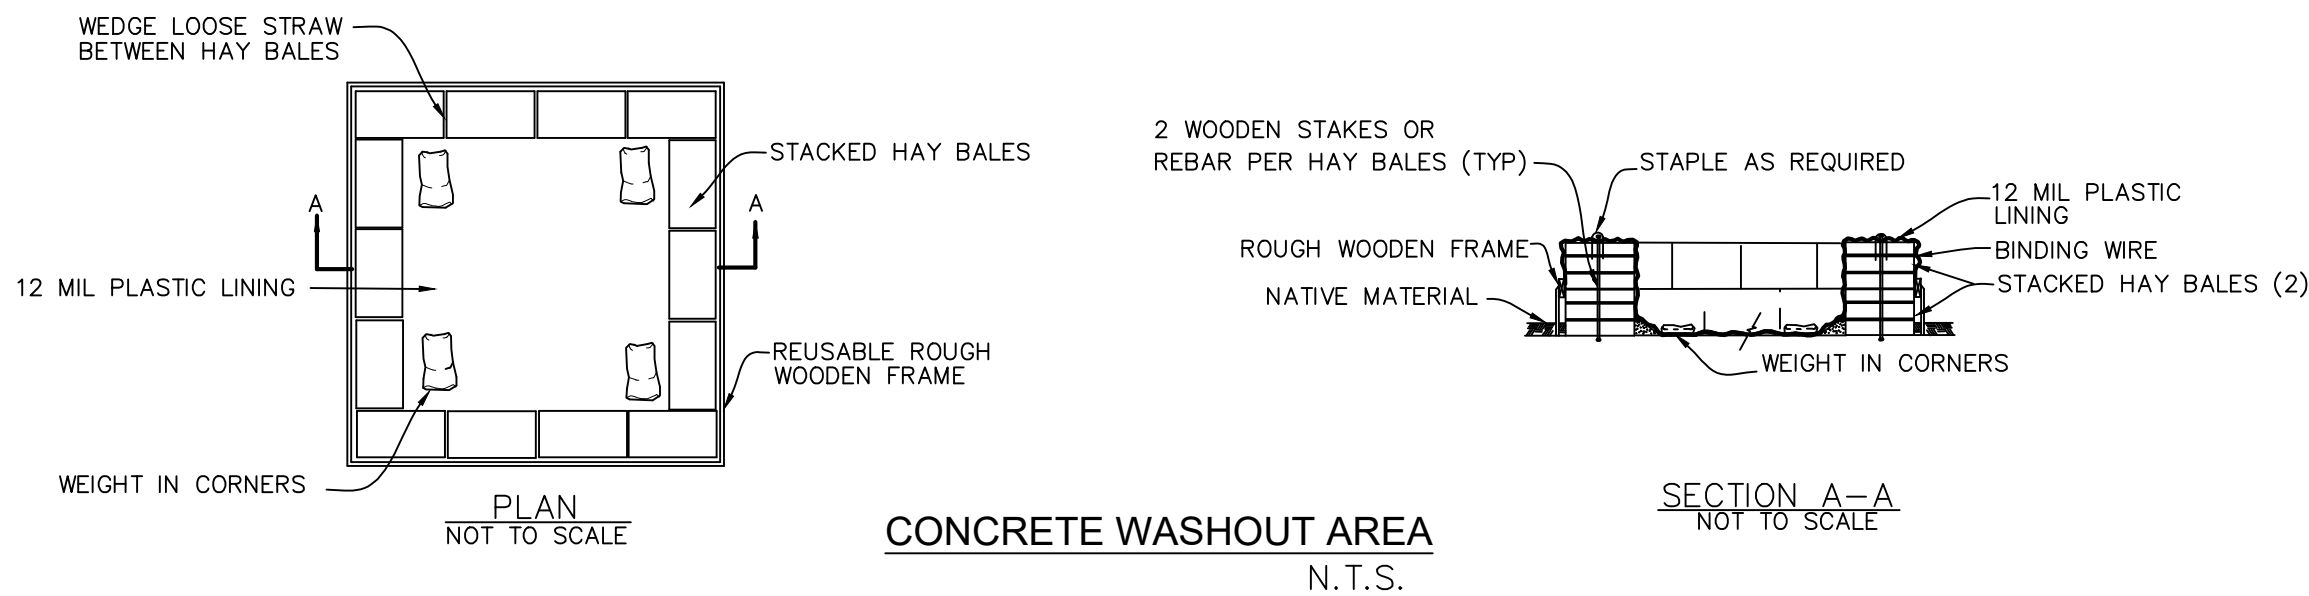 WEDGE LOOSE STRAW
BETWEEN HAY BALES
STACKED HAY BALES
A
A
12 MIL PLASTIC LINING
REUSABLE ROUGH
WOODEN FRAME
WEIGHT IN CORNERS
PLAN
NOT TO SCALE
2 WOODEN STAKES OR
REBAR PER HAY BALES (TYP)
STAPLE AS REQUIRED
12 MIL PLASTIC
LINING
ROUGH WOODEN FRAME
BINDING WIRE
NATIVE MATERIAL
STACKED HAY BALES (2)
WEIGHT IN CORNERS
SECTION A-A
NOT TO SCALE
CONCRETE WASHOUT AREA
N.T.S.